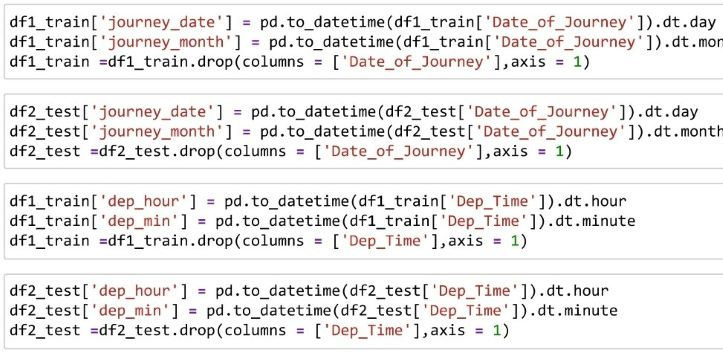 df1_train['journey_date'] = pd.to_datetime(df1_train['Date_of_Journey']).dt.day
df1_train['journey_month'] = pd.to_datetime(df1_train['Date_of_Journey']).dt.mon
df1_train =df1_train.drop(columns = ['Date_of_Journey'],axis = 1)
df2_test['journey_date'] = pd.to_datetime(df2_test['Date_of_Journey']).dt.day
df2_test['journey_month'] = pd.to_datetime(df2_test['Date_of_Journey']).dt.month
df2_test =df2_test.drop(columns = ['Date_of_Journey'],axis = 1)
df1_train['dep_hour'] = pd.to_datetime(df1_train['Dep_Time']).dt.hour
df1_train['dep_min'] = pd.to_datetime(df1_train['Dep_Time']).dt.minute
df1_train =df1_train.drop(columns = ['Dep_Time'],axis = 1)
df2_test['dep_hour'] = pd.to_datetime(df2_test['Dep_Time']).dt.hour
df2_test['dep_min'] = pd.to_datetime(df2_test['Dep_Time']).dt.minute
df2_test =df2_test.drop(columns = ['Dep_Time'],axis = 1)